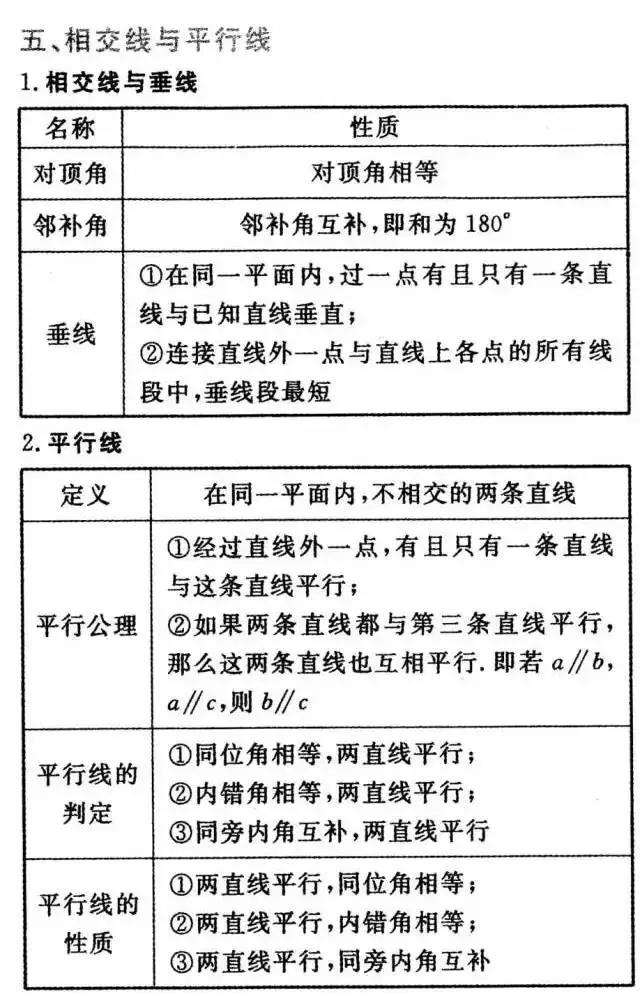 五、相交线与平行线
1. 相交线与垂线
名称
性质
对顶角
对顶角相等
邻补角
邻补角互补,即和为 180°
垂线
①在同一平面内,过一点有且只有一条直
线与已知直线垂直;
②连接直线外一点与直线上各点的所有线
段中,垂线段最短
2. 平行线
定义
在同一平面内,不相交的两条直线
平行公理
①经过直线外一点,有且只有一条直线
与这条直线平行;
②如果两条直线都与第三条直线平行,
那么这两条直线也互相平行. 即若 a∥b,
a∥c,则 b∥c
平行线的
判定
①同位角相等,两直线平行;
②内错角相等,两直线平行;
③同旁内角互补,两直线平行
平行线的
性质
①两直线平行,同位角相等;
②两直线平行,内错角相等;
③两直线平行,同旁内角互补